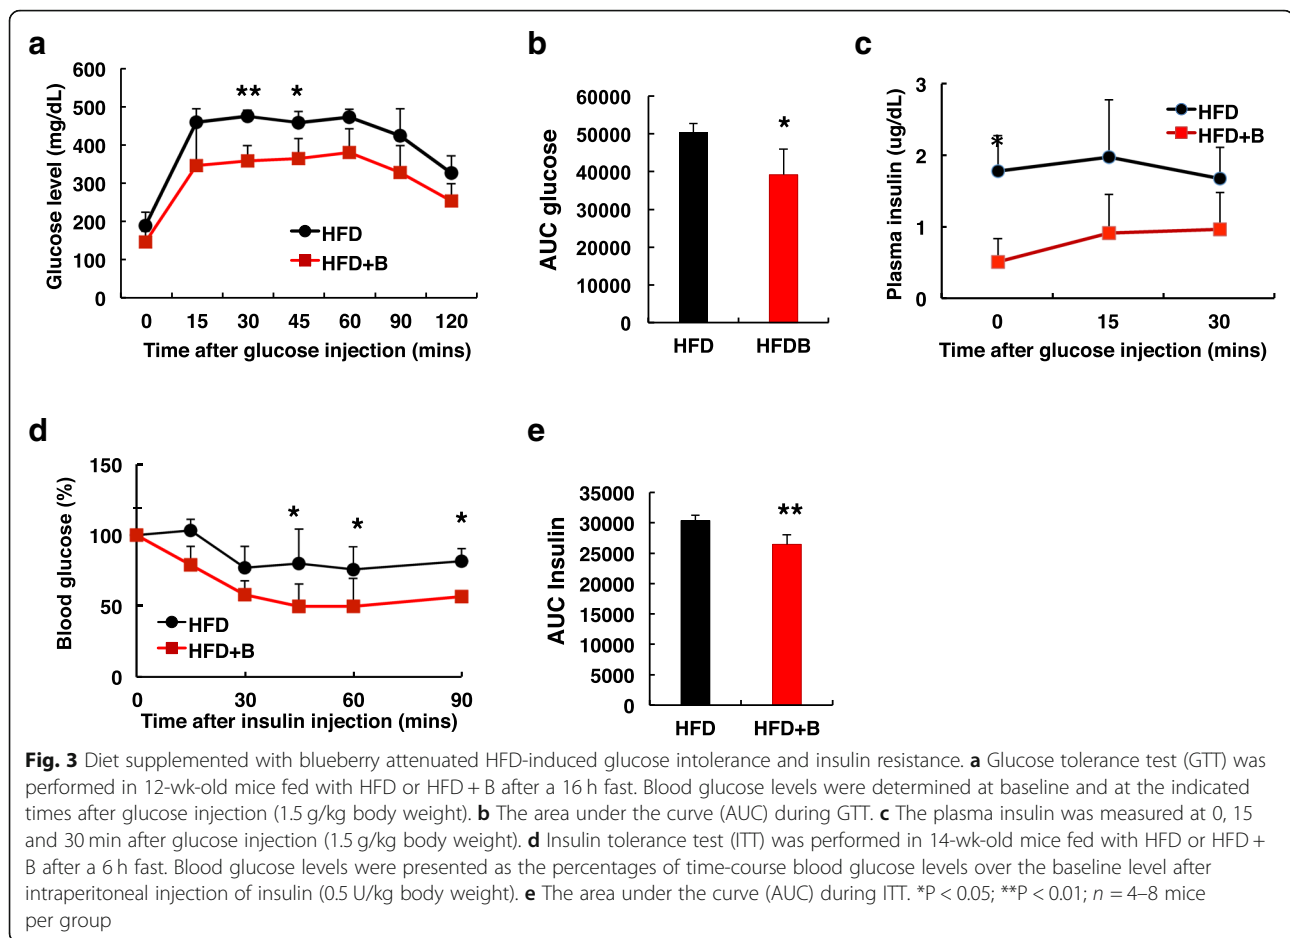 a
600
500
400
300
200
100
0
Glucose level (mg/dL)
**
*
HFD
HFD+B
0 15 30 45 60 90 120
Time after glucose injection (mins)
b
60000
50000
40000
30000
20000
10000
0
AUC glucose
*
HFD HFDB
c
3
2
1
0
Plasma insulin (ug/dL)
*
HFD
HFD+B
0 15 30
Time after glucose injection (mins)
d
150
100
50
0
Blood glucose (%)
* * *
HFD
HFD+B
0 30 60 90
Time after insulin injection (mins)
e
35000
30000
25000
20000
15000
10000
5000
0
AUC Insulin
**
HFD HFD+B
Fig. 3 Diet supplemented with blueberry attenuated HFD-induced glucose intolerance and insulin resistance. a Glucose tolerance test (GTT) was
performed in 12-wk-old mice fed with HFD or HFD + B after a 16 h fast. Blood glucose levels were determined at baseline and at the indicated
times after glucose injection (1.5 g/kg body weight). b The area under the curve (AUC) during GTT. c The plasma insulin was measured at 0, 15
and 30 min after glucose injection (1.5 g/kg body weight). d Insulin tolerance test (ITT) was performed in 14-wk-old mice fed with HFD or HFD +
B after a 6 h fast. Blood glucose levels were presented as the percentages of time-course blood glucose levels over the baseline level after
intraperitoneal injection of insulin (0.5 U/kg body weight). e The area under the curve (AUC) during ITT. *P < 0.05; **P < 0.01; n = 4–8 mice
per group